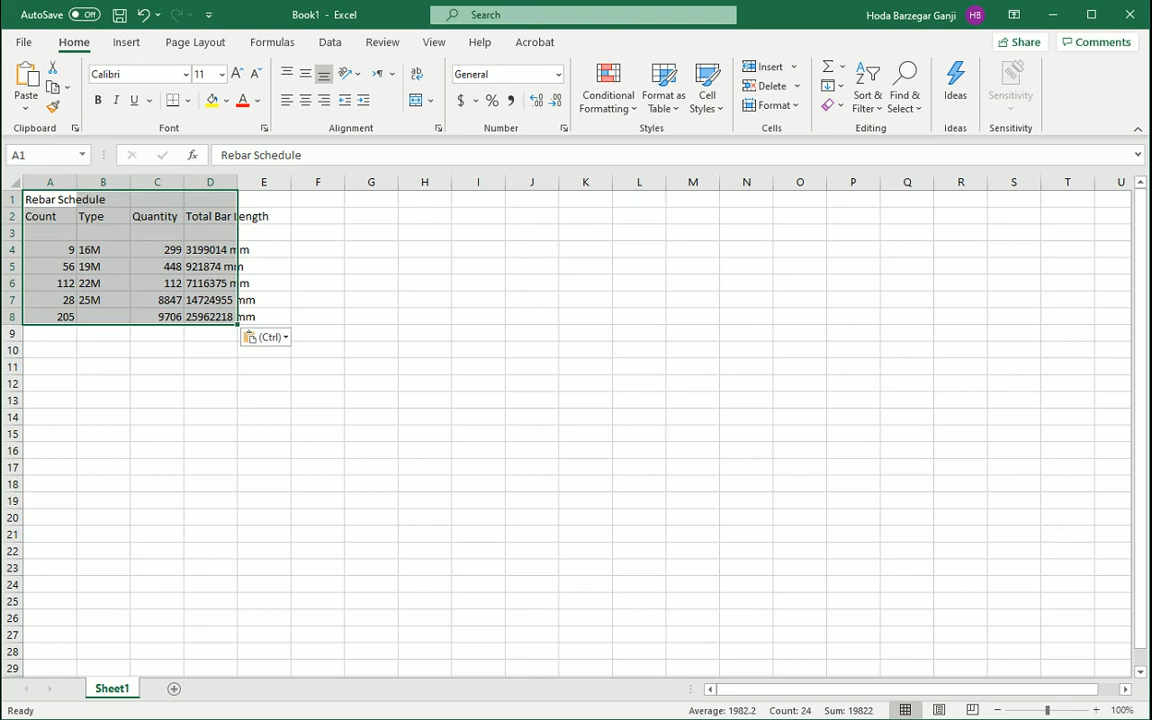 AutoSave Off Book1 - Excel Search Hoda Barzegar Ganji HB
File Home Insert Page Layout Formulas Data Review View Help Acrobat Share Comments
Paste Calibri 11 General Conditional Formatting Format as Table Cell Styles Insert Delete Format Sort & Filter Find & Select Ideas Sensitivity
Clipboard Font Alignment Number Styles Cells Editing Ideas Sensitivity
A1 fx Rebar Schedule
A B C D E F G H I J K L M N O P Q R S T U
1 Rebar Schedule
2 Count Type Quantity Total Bar Length
3
4 9 16M 299 3199014 mm
5 56 19M 448 921874 mm
6 112 22M 112 7116375 mm
7 28 25M 8847 14724955 mm
8 205 9706 25962218 mm
9 (Ctrl)
10
11
12
13
14
15
16
17
18
19
20
21
22
23
24
25
26
27
28
29
Sheet1
Ready Average: 1982.2 Count: 24 Sum: 19822 100%